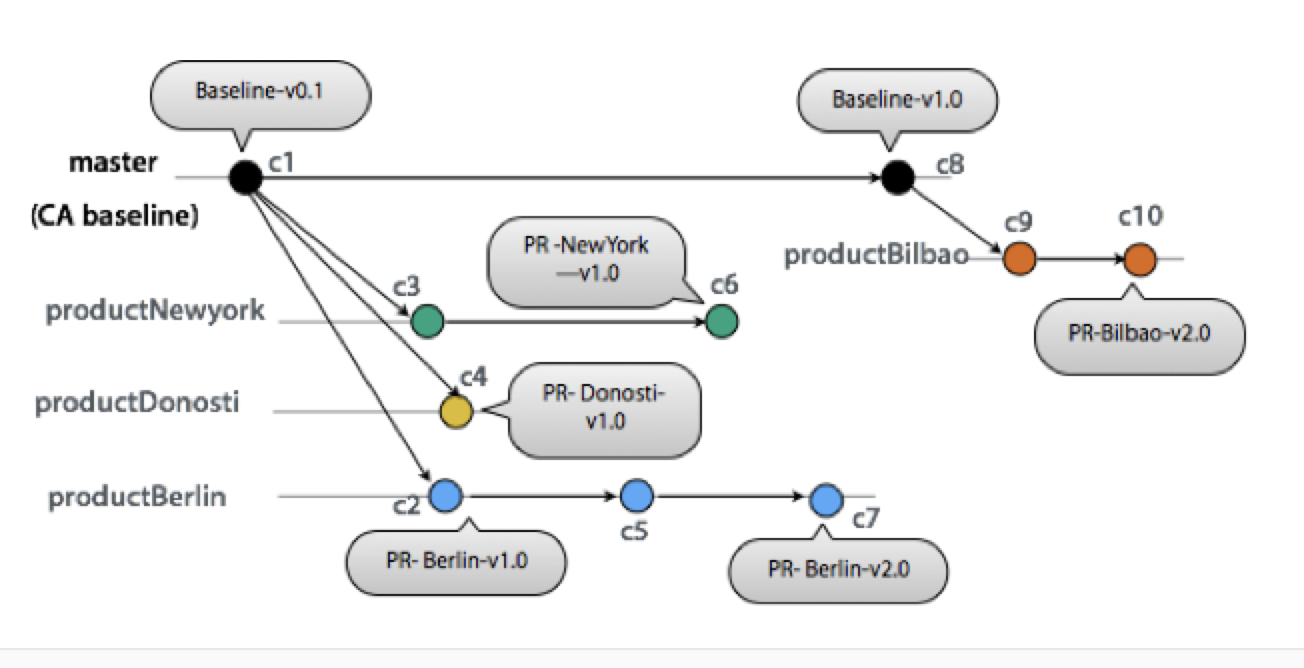 Baseline-v0.1
Baseline-v1.0
master
c1
c8
(CA baseline)
c9
c10
PR -NewYork
—v1.0
productBilbao
c3
c6
productNewyork
PR-Bilbao-v2.0
c4
productDonosti
PR- Donosti-
v1.0
productBerlin
c2
c5
c7
PR- Berlin-v1.0
PR- Berlin-v2.0